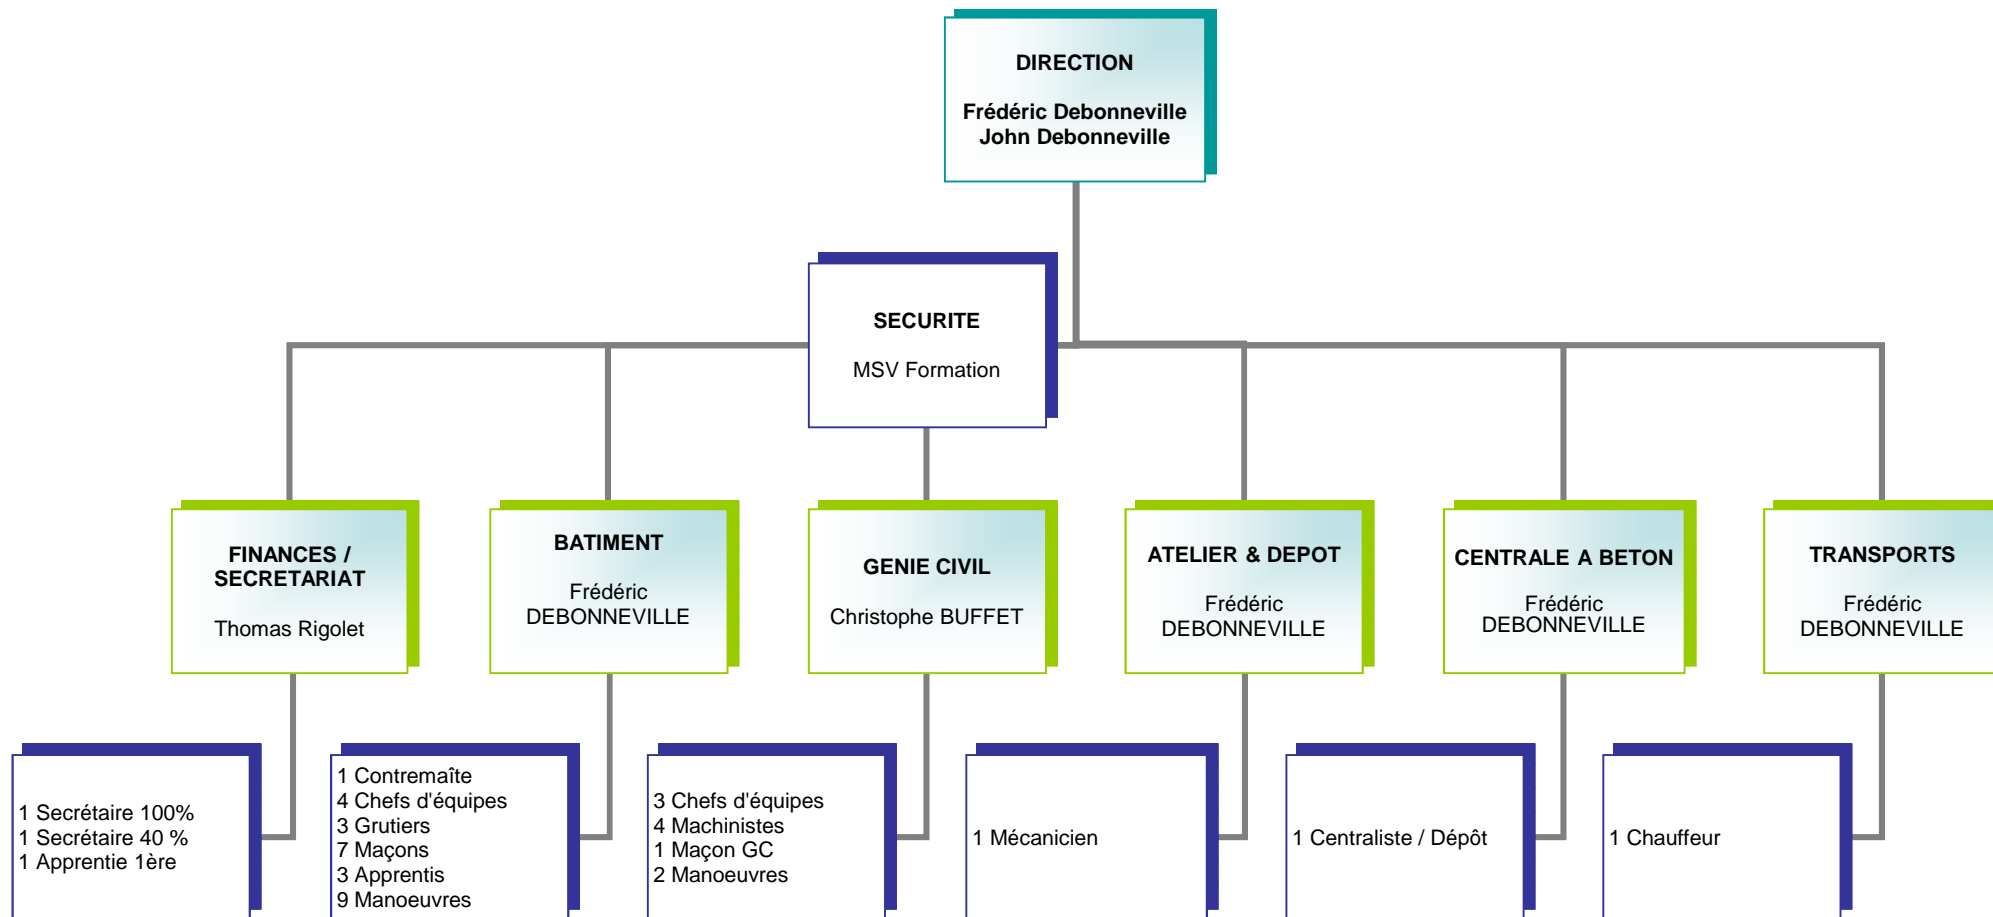 DIRECTION
Frédéric Debonneville
John Debonneville
SECURITE
MSV Formation
FINANCES /
SECRETARIAT
Thomas Rigolet
BATIMENT
Frédéric
DEBONNEVILLE
GENIE CIVIL
Christophe BUFFET
ATELIER & DEPOT
Frédéric
DEBONNEVILLE
CENTRALE A BETON
Frédéric
DEBONNEVILLE
TRANSPORTS
Frédéric
DEBONNEVILLE
1 Secrétaire 100%
1 Secrétaire 40 %
1 Apprentie 1ère
1 Contremaîte
4 Chefs d'équipes
3 Grutiers
7 Maçons
3 Apprentis
9 Manoeuvres
3 Chefs d'équipes
4 Machinistes
1 Maçon GC
2 Manoeuvres
1 Mécanicien
1 Centraliste / Dépôt
1 Chauffeur